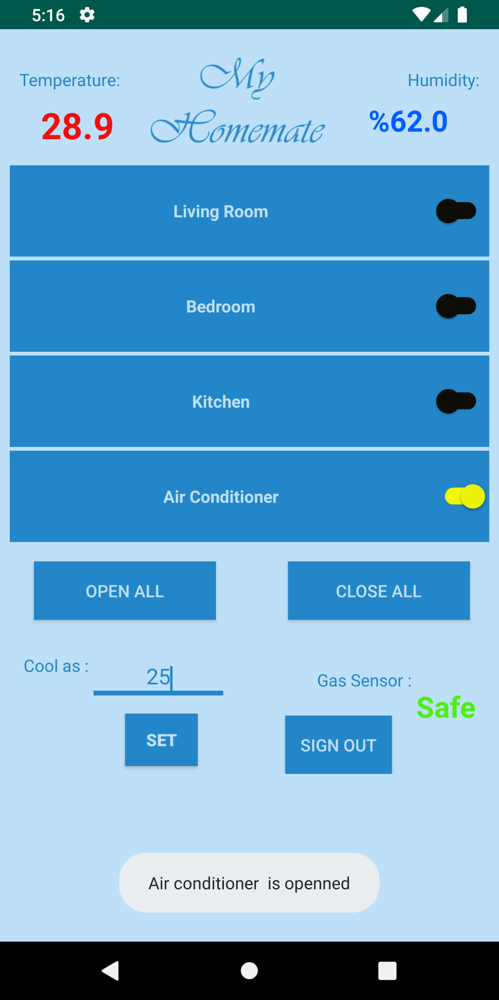 5:16
Temperature:
My
Homemate
Humidity:
28.9
%62.0
Living Room
Bedroom
Kitchen
Air Conditioner
OPEN ALL
CLOSE ALL
Cool as :
25
Gas Sensor :
Safe
SET
SIGN OUT
Air conditioner  is openned